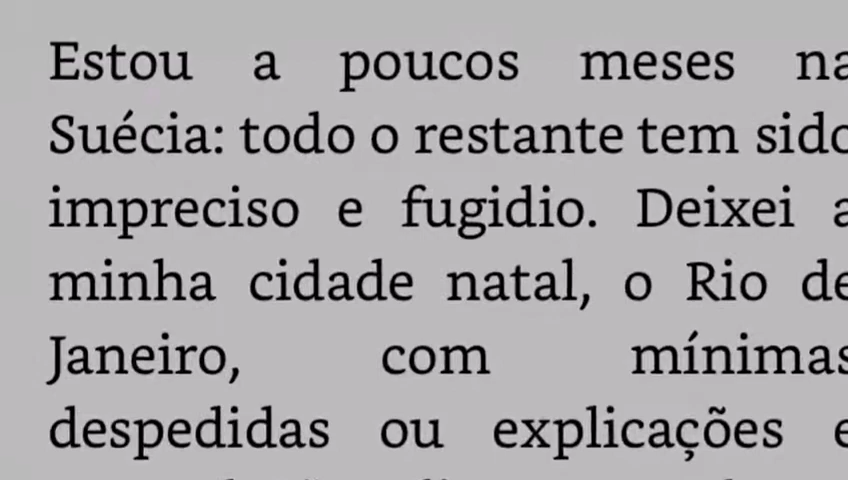 Estou a poucos meses na
Suécia: todo o restante tem sido
impreciso e fugidio. Deixei a
minha cidade natal, o Rio de
Janeiro, com mínimas
despedidas ou explicações e